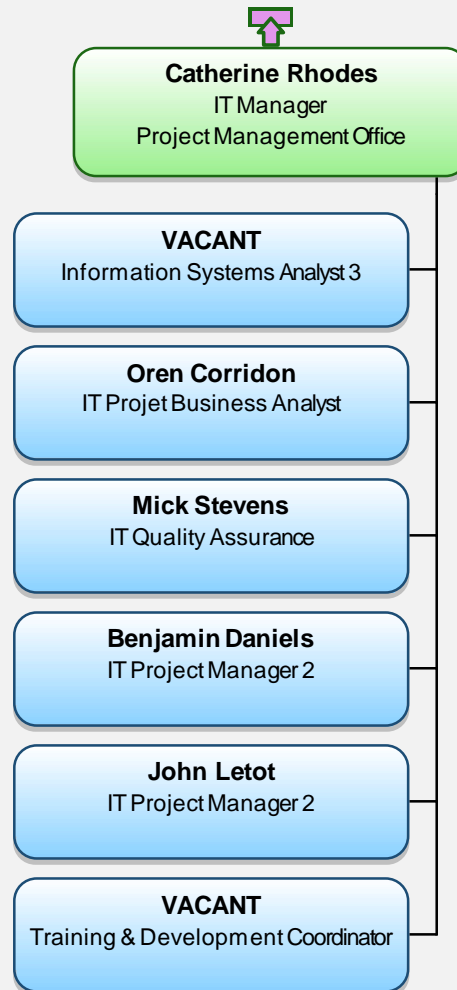 Catherine Rhodes
IT Manager
Project Management Office
VACANT
Information Systems Analyst 3
Oren Corridon
IT Projet Business Analyst
Mick Stevens
IT Quality Assurance
Benjamin Daniels
IT Project Manager 2
John Letot
IT Project Manager 2
VACANT
Training & Development Coordinator